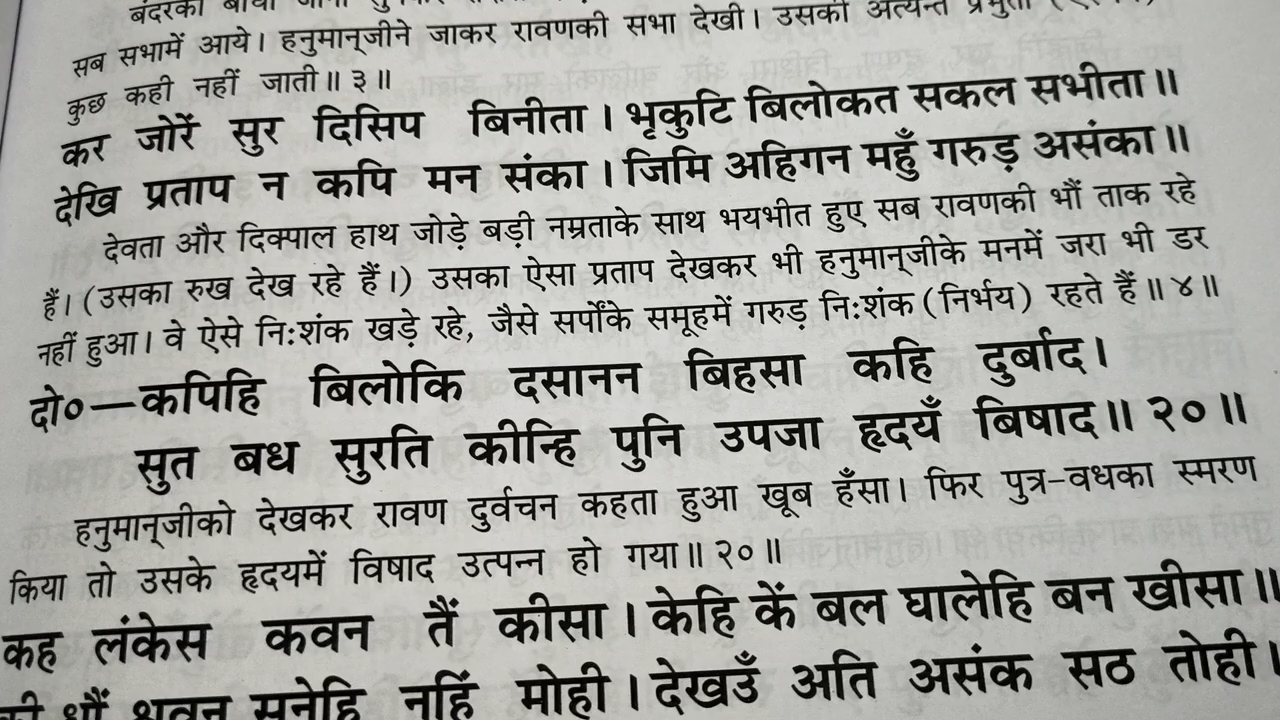 बंदरका
सब सभामें आये। हनुमान्‌जीने जाकर रावणकी सभा देखी। उसकी अत्यन्त प्रभुता
कुछ कही नहीं जाती॥ ३॥
कर जोरें सुर दिसिप बिनीता। भृकुटि बिलोकत सकल सभीता॥
देखि प्रताप न कपि मन संका। जिमि अहिगन महुँ गरुड़ असंका॥
देवता और दिक्पाल हाथ जोड़े बड़ी नम्रताके साथ भयभीत हुए सब रावणकी भौं ताक रहे
हैं। (उसका रुख देख रहे हैं।) उसका ऐसा प्रताप देखकर भी हनुमान्‌जीके मनमें जरा भी डर
नहीं हुआ। वे ऐसे निःशंक खड़े रहे, जैसे सर्पोंके समूहमें गरुड़ निःशंक (निर्भय) रहते हैं॥ ४॥
दो०—कपिहि बिलोकि दसानन बिहसा कहि दुर्बाद।
सुत बध सुरति कीन्हि पुनि उपजा हृदयँ बिषाद॥ २०॥
हनुमान्‌जीको देखकर रावण दुर्वचन कहता हुआ खूब हँसा। फिर पुत्र-वधका स्मरण
किया तो उसके हृदयमें विषाद उत्पन्न हो गया॥ २०॥
कह लंकेस कवन तैं कीसा। केहि कें बल घालेहि बन खीसा॥
की धौं श्रवन सुनेहि नहिं मोही। देखउँ अति असंक सठ तोही।